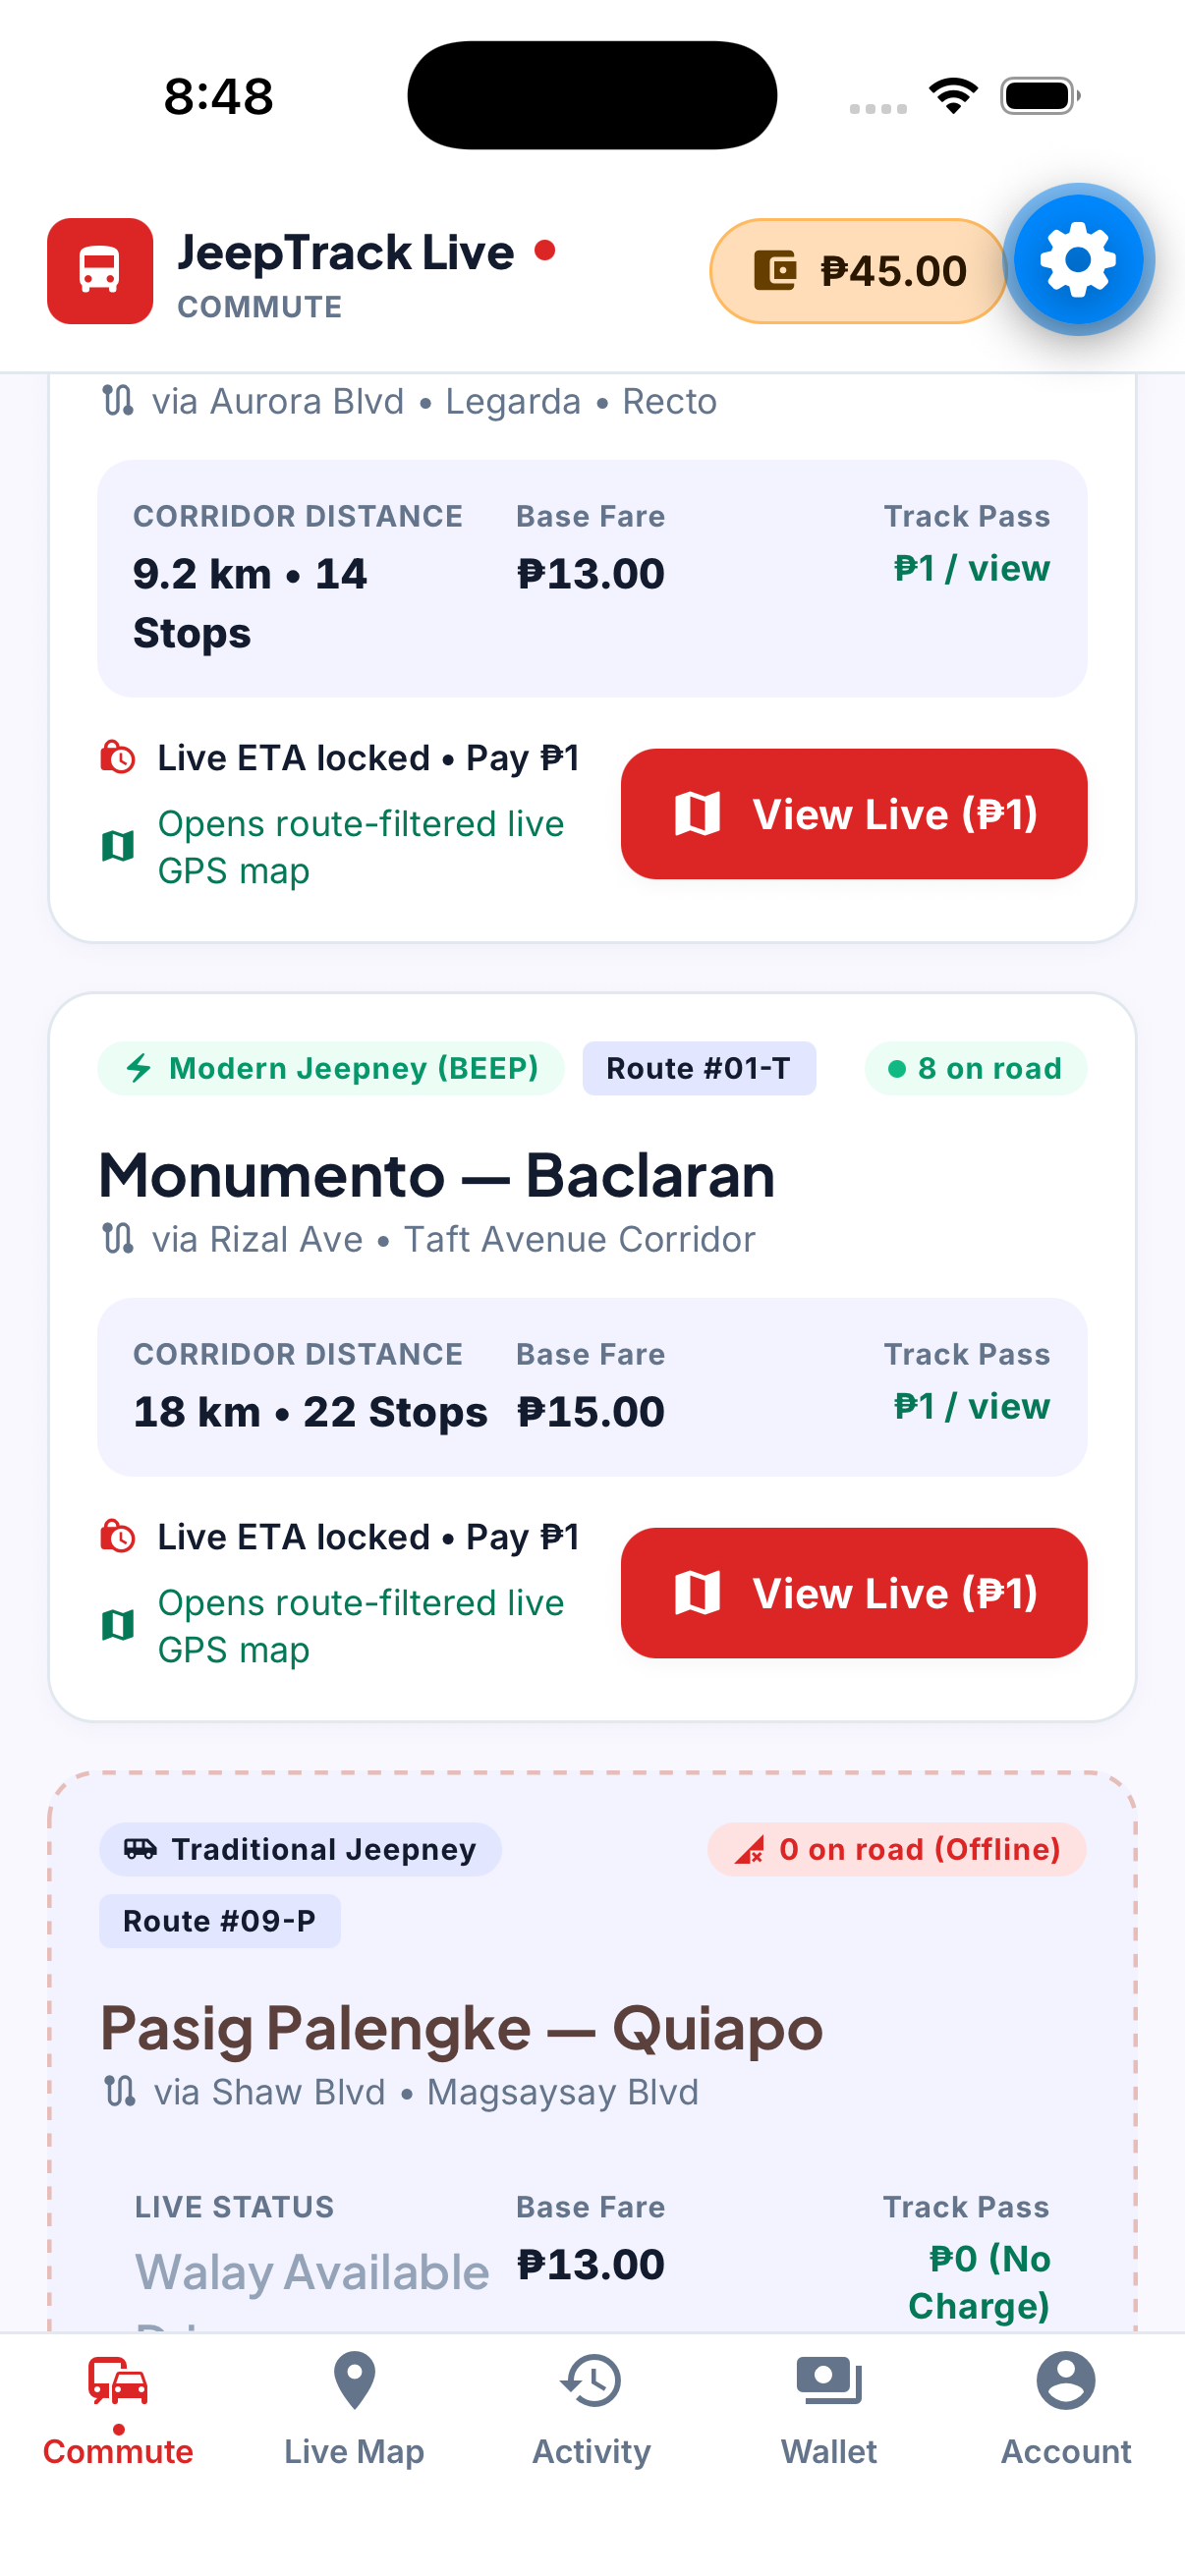 8:48
JeepTrack Live
COMMUTE
₱45.00
via Aurora Blvd • Legarda • Recto
CORRIDOR DISTANCE
Base Fare
Track Pass
9.2 km • 14
Stops
₱13.00
₱1 / view
Live ETA locked • Pay ₱1
Opens route-filtered live
GPS map
View Live (₱1)
Modern Jeepney (BEEP)
Route #01-T
8 on road
Monumento — Baclaran
via Rizal Ave • Taft Avenue Corridor
CORRIDOR DISTANCE
Base Fare
Track Pass
18 km • 22 Stops
₱15.00
₱1 / view
Live ETA locked • Pay ₱1
Opens route-filtered live
GPS map
View Live (₱1)
Traditional Jeepney
0 on road (Offline)
Route #09-P
Pasig Palengke — Quiapo
via Shaw Blvd • Magsaysay Blvd
LIVE STATUS
Base Fare
Track Pass
Walay Available
₱13.00
₱0 (No
Charge)
Commute
Live Map
Activity
Wallet
Account